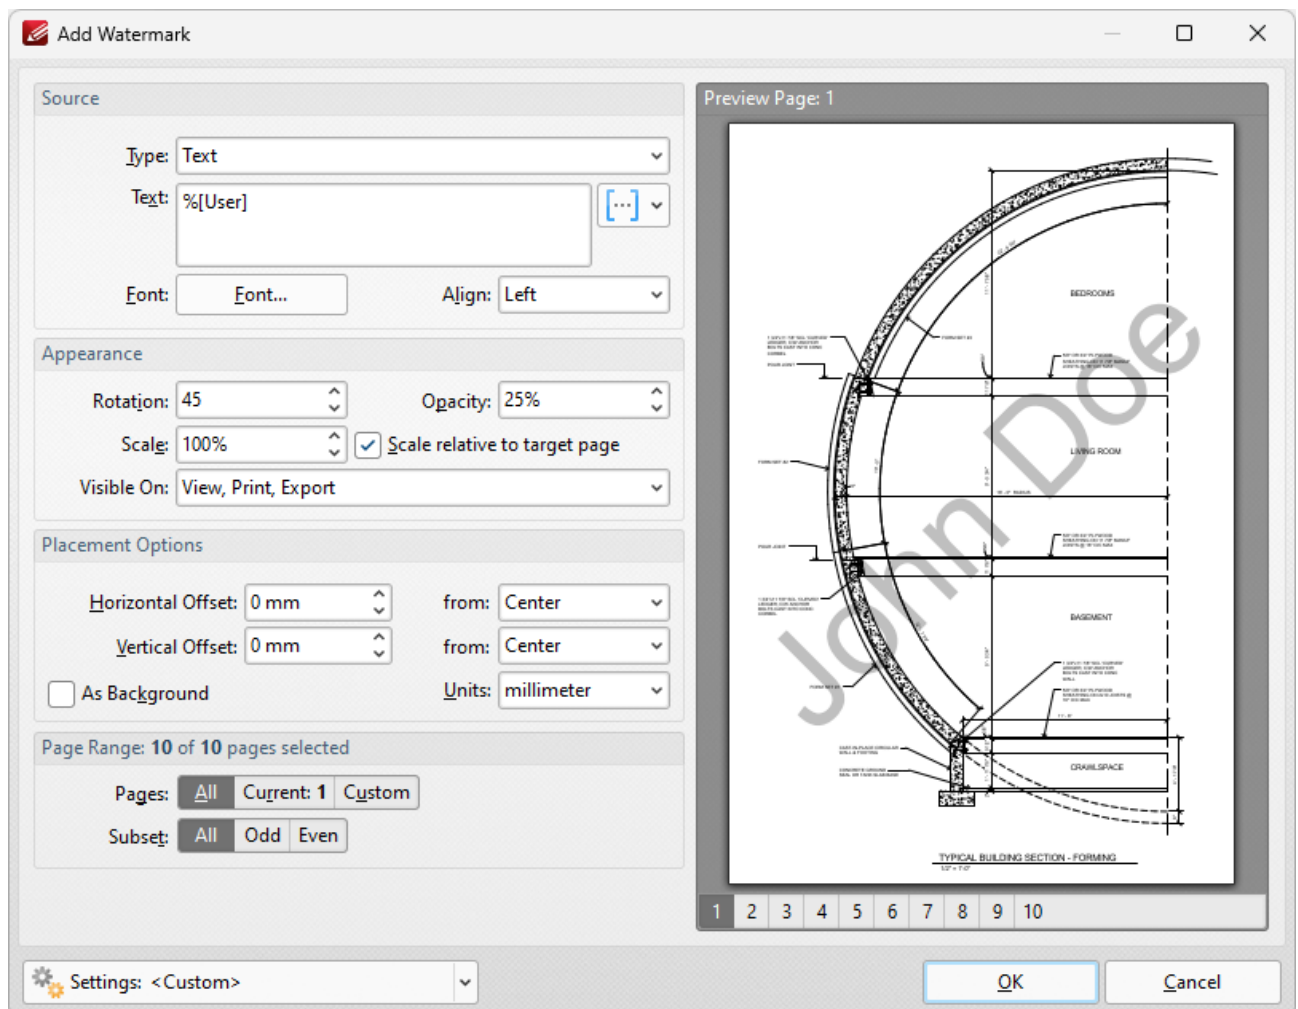 Add Watermark
Source
Type: Text
Text: %[User]
Font: Font... Align: Left
Appearance
Rotation: 45 Opacity: 25%
Scale: 100% Scale relative to target page
Visible On: View, Print, Export
Placement Options
Horizontal Offset: 0 mm from: Center
Vertical Offset: 0 mm from: Center
As Background Units: millimeter
Page Range: 10 of 10 pages selected
Pages: All Current: 1 Custom
Subset: All Odd Even
Preview Page: 1
BEDROOMS
LIVING ROOM
BASEMENT
CRAWLSPACE
John Doe
TYPICAL BUILDING SECTION - FORMING
1 2 3 4 5 6 7 8 9 10
Settings: <Custom>
OK Cancel